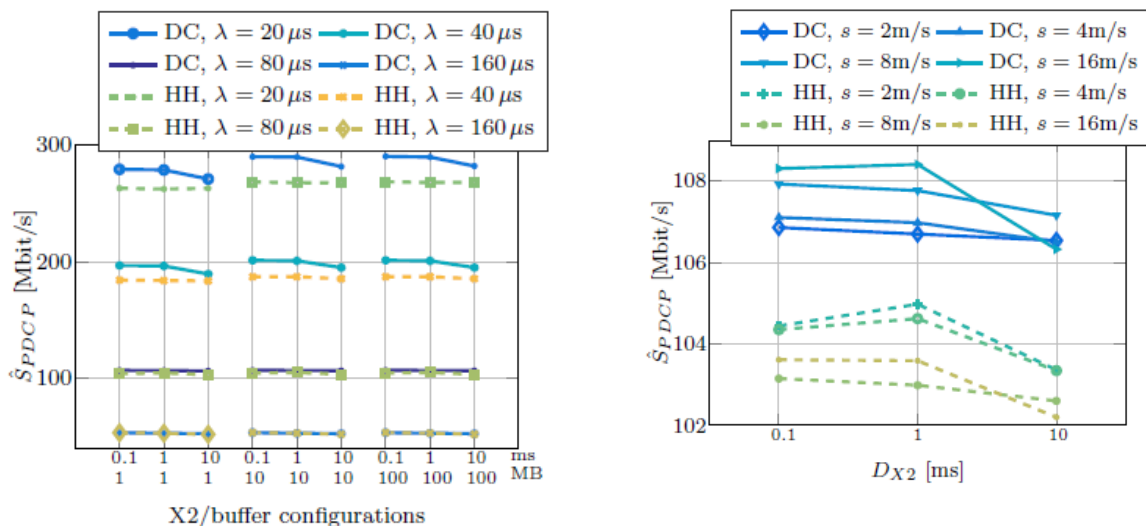 DC, λ = 20 μs DC, λ = 40 μs
DC, λ = 80 μs DC, λ = 160 μs
HH, λ = 20 μs HH, λ = 40 μs
HH, λ = 80 μs HH, λ = 160 μs
300
200
100
Ŝ_PDCP [Mbit/s]
0.1 1 10 0.1 1 10 0.1 1 10 ms
1 1 1 10 10 10 100 100 100 MB
X2/buffer configurations
DC, s = 2m/s DC, s = 4m/s
DC, s = 8m/s DC, s = 16m/s
HH, s = 2m/s HH, s = 4m/s
HH, s = 8m/s HH, s = 16m/s
108
106
104
102
Ŝ_PDCP [Mbit/s]
0.1 1 10
D_X2 [ms]